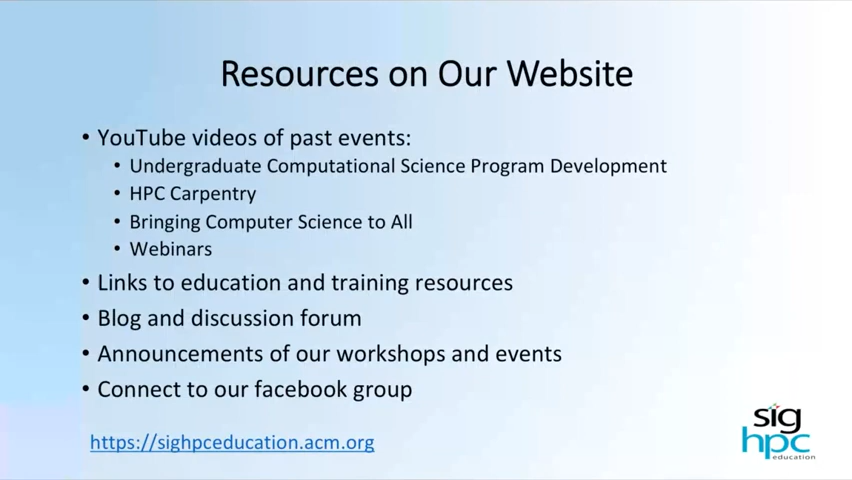 Resources on Our Website
• YouTube videos of past events:
• Undergraduate Computational Science Program Development
• HPC Carpentry
• Bringing Computer Science to All
• Webinars
• Links to education and training resources
• Blog and discussion forum
• Announcements of our workshops and events
• Connect to our facebook group
https://sighpceducation.acm.org
sig
hpc
education